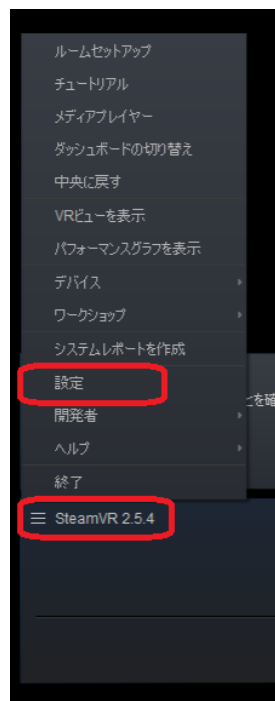 ルームセットアップ
チュートリアル
メディアプレイヤー
ダッシュボードの切り替え
中央に戻す
VRビューを表示
パフォーマンスグラフを表示
デバイス
ワークショップ
システムレポートを作成
設定
開発者
とを確
ヘルプ
終了
SteamVR 2.5.4